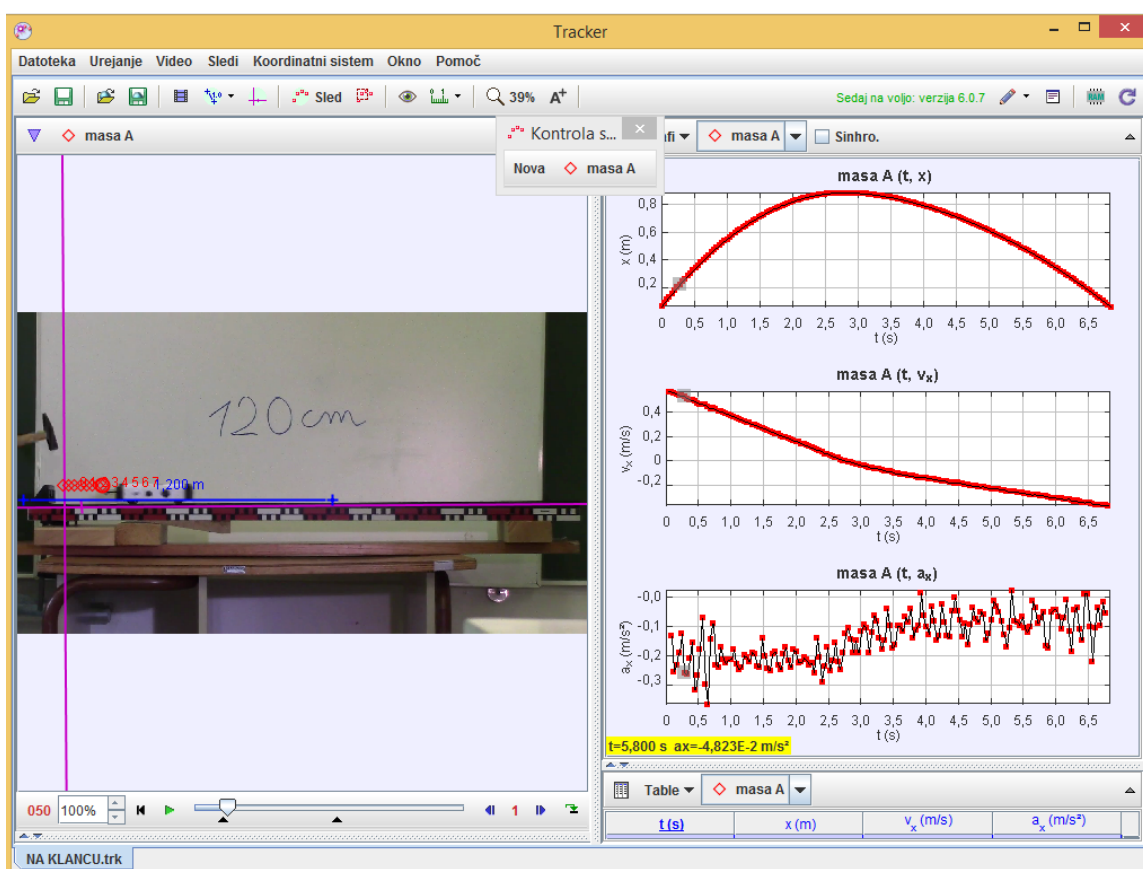 Tracker
Datoteka Urejanje Video Sledi Koordinatni sistem Okno Pomoč
Sled 39% A+ Sedaj na voljo: verzija 6.0.7
masa A
Kontrola s...
Nova masa A
fi masa A Sinhro.
masa A (t, x)
0,8
0,6
0,4
0,2
x (m)
0 0,5 1,0 1,5 2,0 2,5 3,0 3,5 4,0 4,5 5,0 5,5 6,0 6,5
t (s)
masa A (t, vx)
0,4
0,2
0
-0,2
vx (m/s)
0 0,5 1,0 1,5 2,0 2,5 3,0 3,5 4,0 4,5 5,0 5,5 6,0 6,5
t (s)
masa A (t, ax)
-0,0
-0,1
-0,2
-0,3
ax (m/s²)
0 0,5 1,0 1,5 2,0 2,5 3,0 3,5 4,0 4,5 5,0 5,5 6,0 6,5
t (s)
t=5,800 s ax=-4,823E-2 m/s²
120 cm
34567
1,200 m
050 100% 1
Table masa A
t (s) x (m) vx (m/s) ax (m/s²)
NA KLANCU.trk